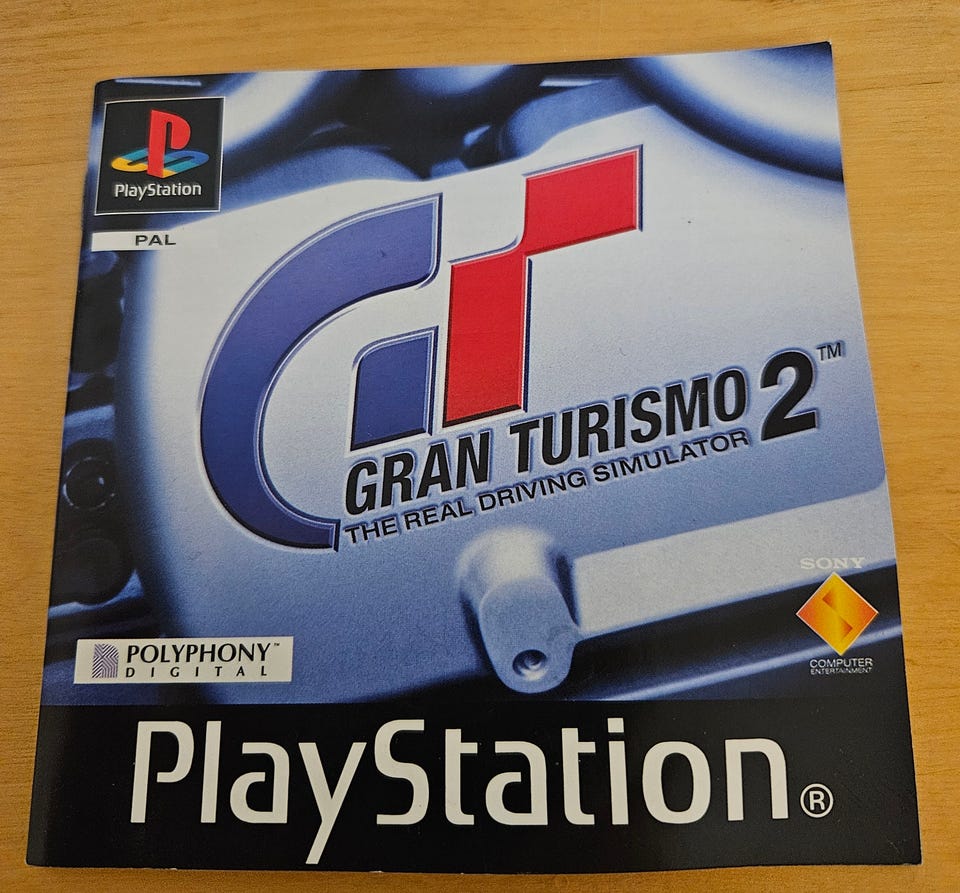 PlayStation
PAL
GT
GRAN TURISMO 2™
THE REAL DRIVING SIMULATOR
SONY
COMPUTER
ENTERTAINMENT
POLYPHONY™
DIGITAL
PlayStation®